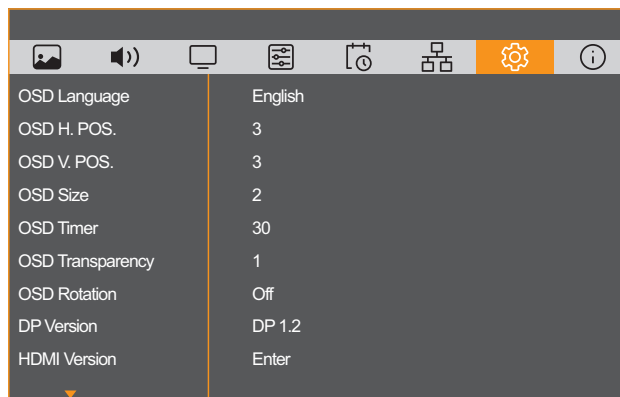 OSD Language English
OSD H. POS. 3
OSD V. POS. 3
OSD Size 2
OSD Timer 30
OSD Transparency 1
OSD Rotation Off
DP Version DP 1.2
HDMI Version Enter